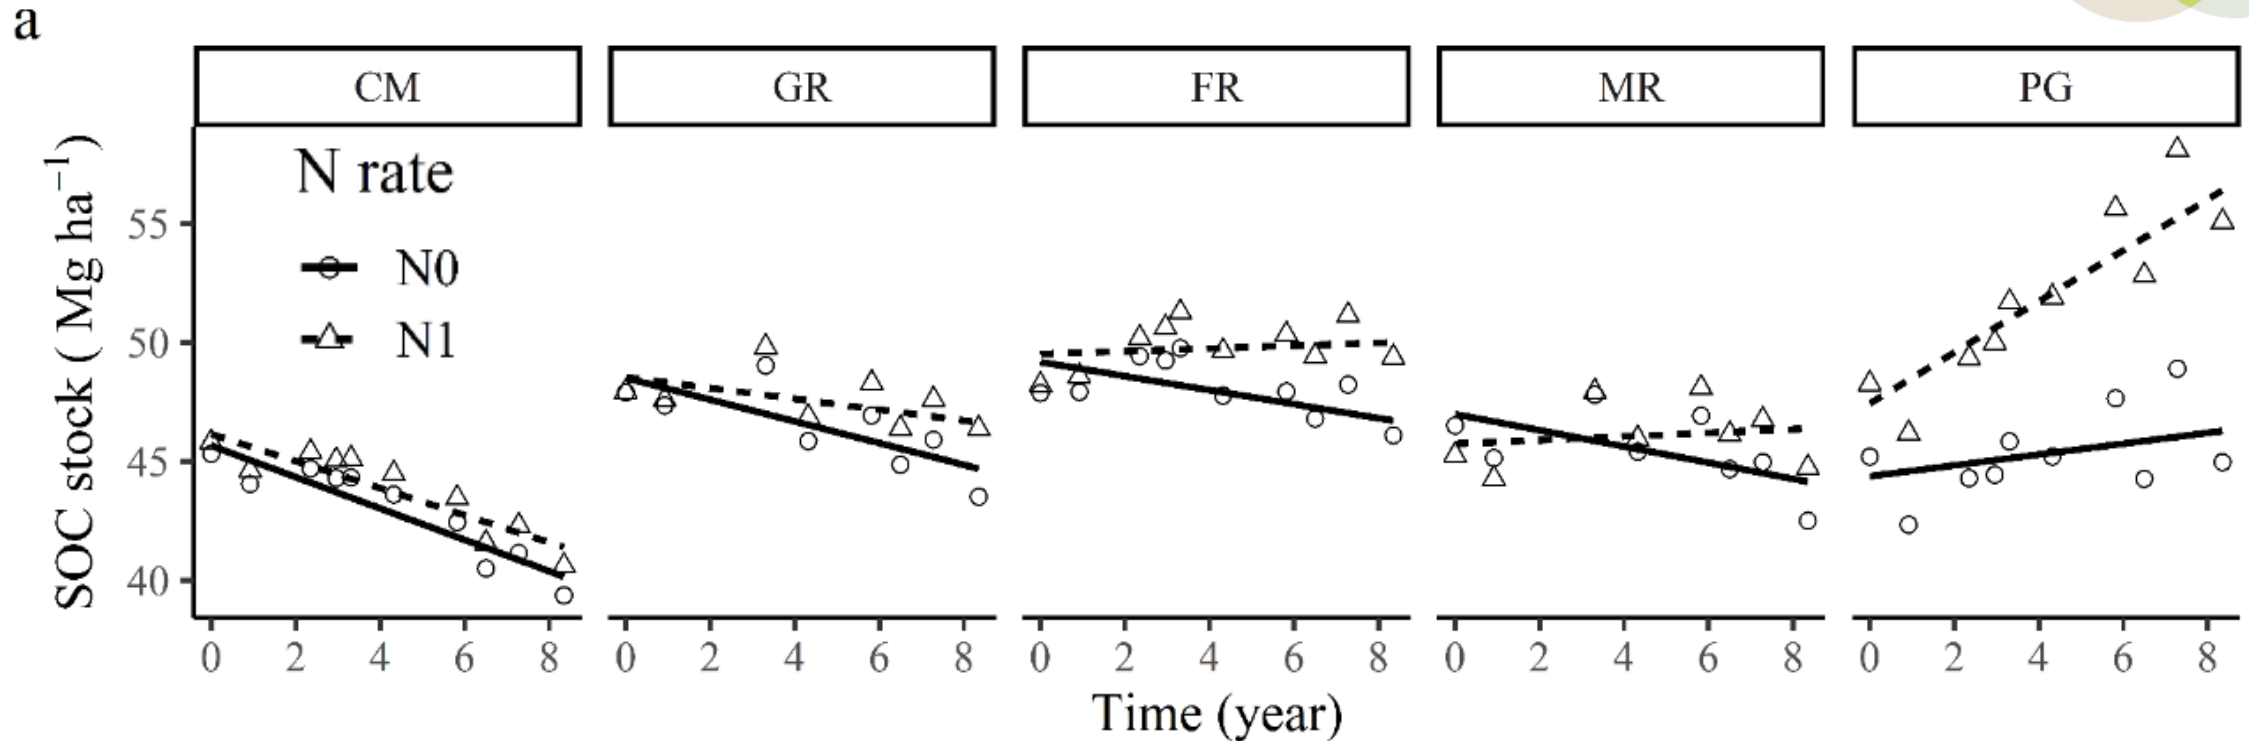 a
CM GR FR MR PG
SOC stock ( Mg ha⁻¹)
55
50
45
40
N rate
N0
N1
0 2 4 6 8 0 2 4 6 8 0 2 4 6 8 0 2 4 6 8 0 2 4 6 8
Time (year)